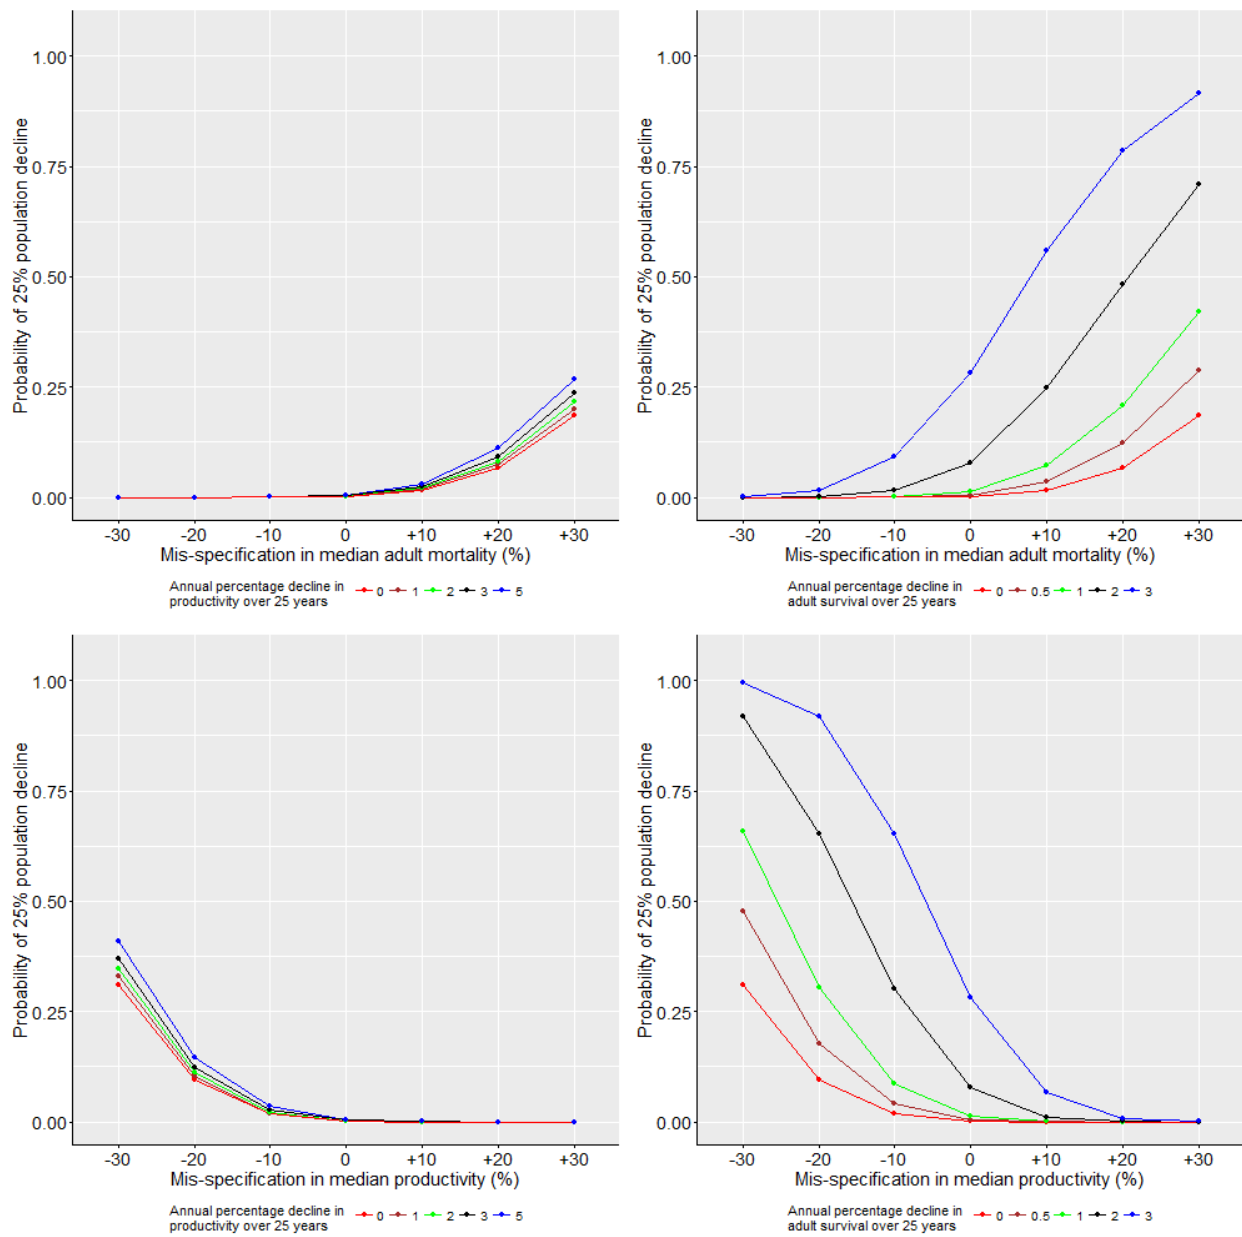 1.00
0.75
0.50
0.25
0.00
Probability of 25% population decline
-30 -20 -10 0 +10 +20 +30
Mis-specification in median adult mortality (%)
Annual percentage decline in
productivity over 25 years
0 1 2 3 5
1.00
0.75
0.50
0.25
0.00
Probability of 25% population decline
-30 -20 -10 0 +10 +20 +30
Mis-specification in median adult mortality (%)
Annual percentage decline in
adult survival over 25 years
0 0.5 1 2 3
1.00
0.75
0.50
0.25
0.00
Probability of 25% population decline
-30 -20 -10 0 +10 +20 +30
Mis-specification in median productivity (%)
Annual percentage decline in
productivity over 25 years
0 1 2 3 5
1.00
0.75
0.50
0.25
0.00
Probability of 25% population decline
-30 -20 -10 0 +10 +20 +30
Mis-specification in median productivity (%)
Annual percentage decline in
adult survival over 25 years
0 0.5 1 2 3